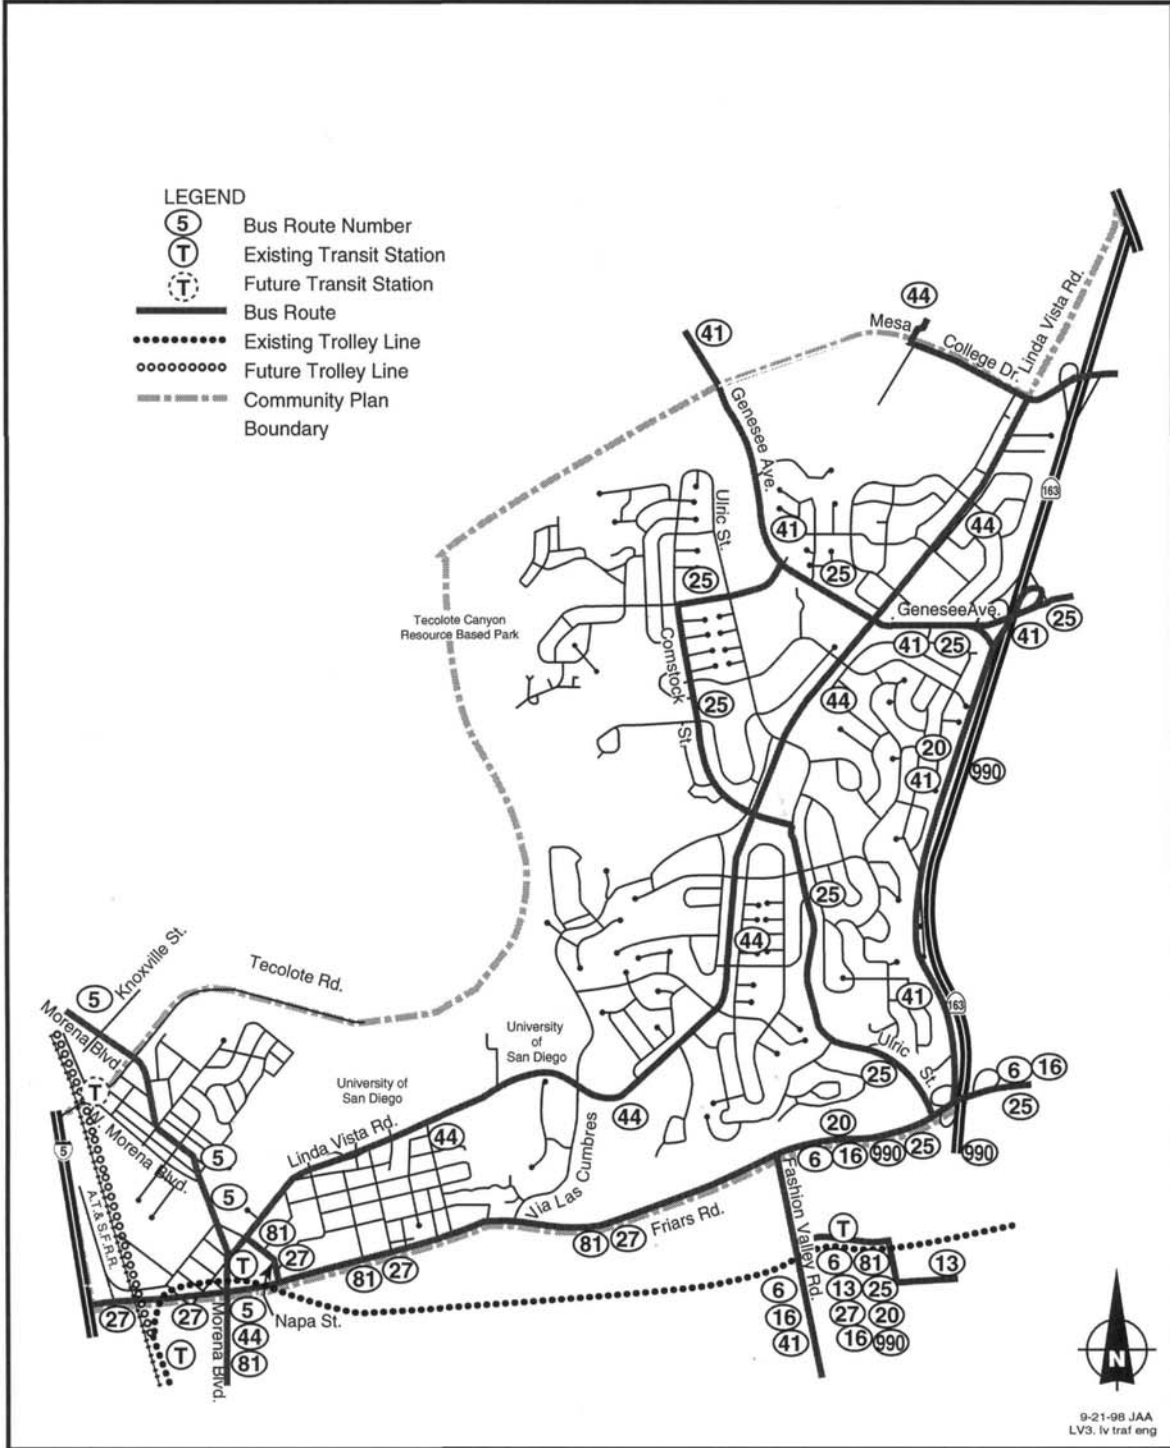 LEGEND
5 Bus Route Number
T Existing Transit Station
T Future Transit Station
Bus Route
Existing Trolley Line
Future Trolley Line
Community Plan
Boundary
44
Mesa
College Dr.
Linda Vista Rd.
41
Genesee Ave.
163
Ulric St.
41
44
25
25
Genesee Ave.
25
41
41
25
Tecolote Canyon
Resource Based Park
Comstock
St.
25
44
20
41
990
25
44
Knoxville St.
5
Tecolote Rd.
Morena Blvd.
41
163
University
of
San Diego
Ulric
St.
6
16
25
25
T
University of
San Diego
44
Cumbres
20
W. Morena Blvd.
5
Linda Vista Rd.
44
6
16
990
25
990
5
5
A.T.& S.F.R.R.
Via Las
Friars Rd.
Fashion Valley Rd.
81
27
81
27
81
27
T
T
6
81
13
13
25
27
20
16
990
6
16
41
27
27
Morena Blvd.
5
44
81
Napa St.
T
N
9-21-98 JAA
LV3. lv traf eng